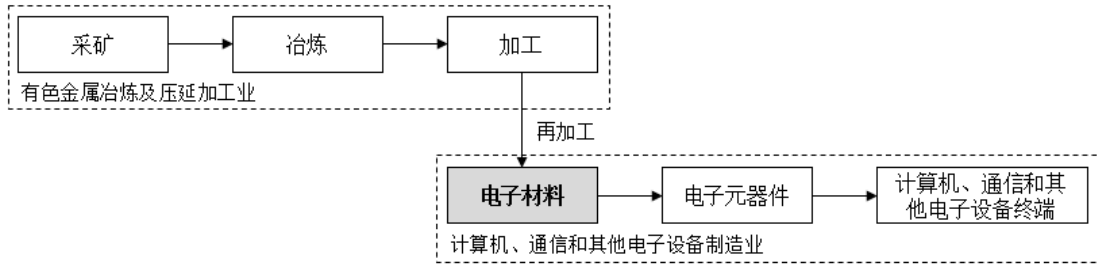 采矿
冶炼
加工
有色金属冶炼及压延加工业
再加工
电子材料
电子元器件
计算机、通信和其
他电子设备终端
计算机、通信和其他电子设备制造业